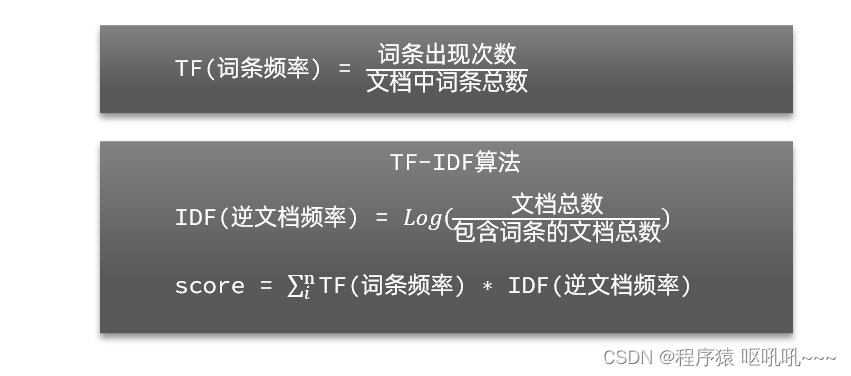 TF(词条频率) = 词条出现次数 / 文档中词条总数
TF-IDF算法
IDF(逆文档频率) = Log(文档总数 / 包含词条的文档总数)
score = ∑ᵢⁿ TF(词条频率) * IDF(逆文档频率)
CSDN @程序猿 呕吼吼~~~